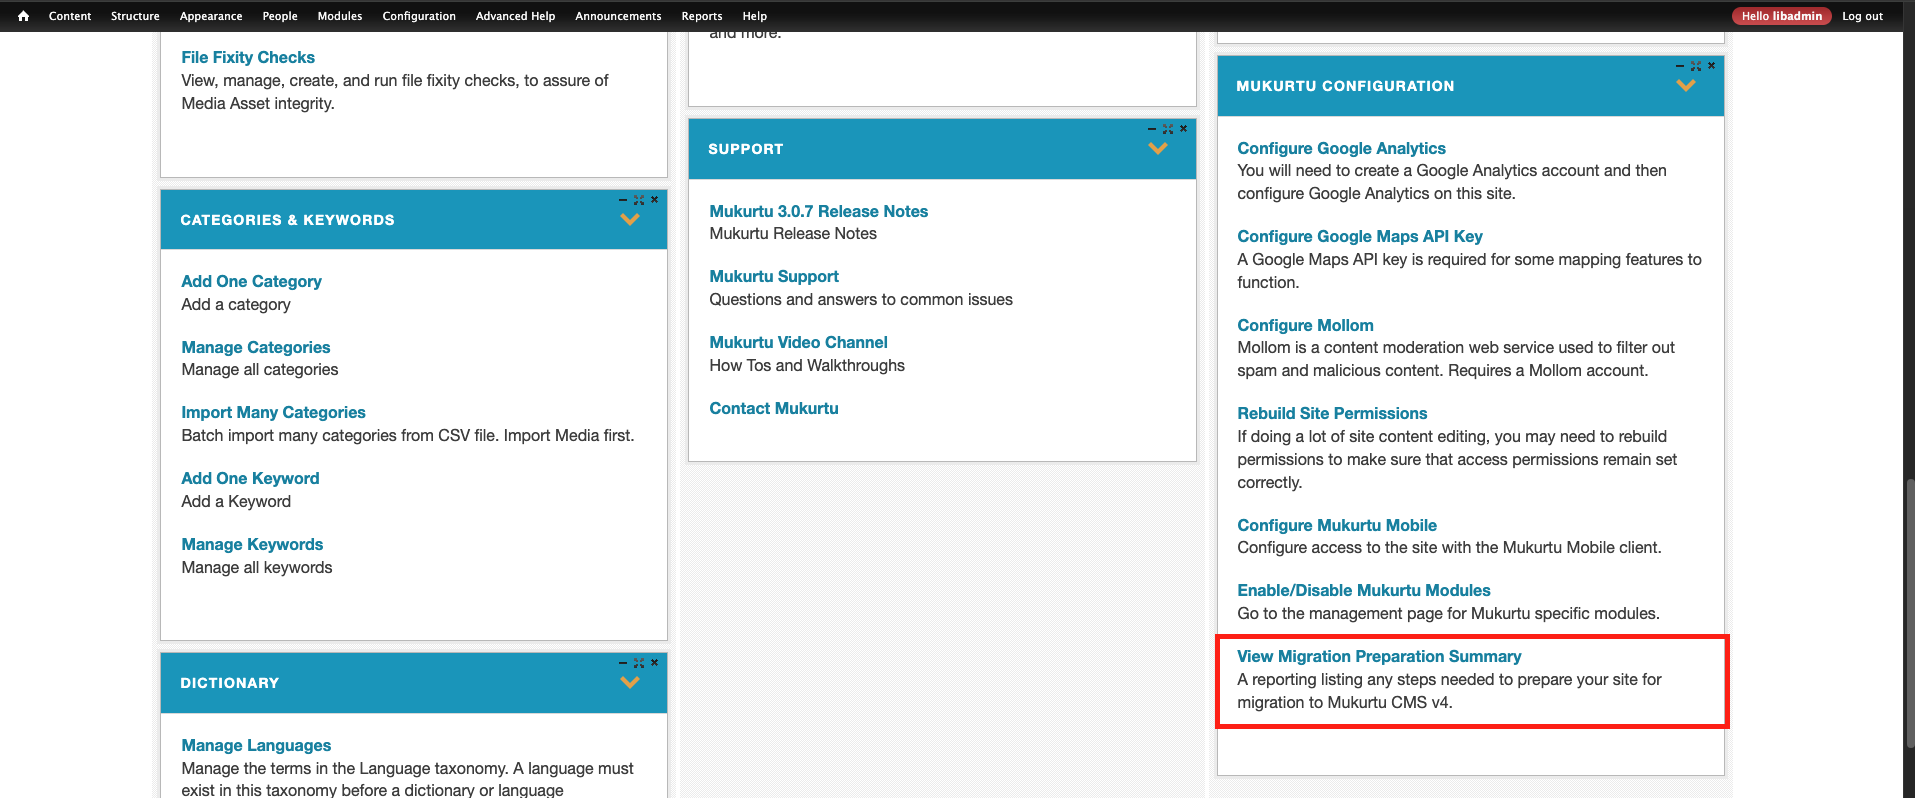 Content Structure Appearance People Modules Configuration Advanced Help Announcements Reports Help Hello libadmin Log out
File Fixity Checks
View, manage, create, and run file fixity checks, to assure of
Media Asset integrity.
CATEGORIES & KEYWORDS
Add One Category
Add a category
Manage Categories
Manage all categories
Import Many Categories
Batch import many categories from CSV file. Import Media first.
Add One Keyword
Add a Keyword
Manage Keywords
Manage all keywords
DICTIONARY
Manage Languages
Manage the terms in the Language taxonomy. A language must
exist in this taxonomy before a dictionary or language
and more.
SUPPORT
Mukurtu 3.0.7 Release Notes
Mukurtu Release Notes
Mukurtu Support
Questions and answers to common issues
Mukurtu Video Channel
How Tos and Walkthroughs
Contact Mukurtu
MUKURTU CONFIGURATION
Configure Google Analytics
You will need to create a Google Analytics account and then
configure Google Analytics on this site.
Configure Google Maps API Key
A Google Maps API key is required for some mapping features to
function.
Configure Mollom
Mollom is a content moderation web service used to filter out
spam and malicious content. Requires a Mollom account.
Rebuild Site Permissions
If doing a lot of site content editing, you may need to rebuild
permissions to make sure that access permissions remain set
correctly.
Configure Mukurtu Mobile
Configure access to the site with the Mukurtu Mobile client.
Enable/Disable Mukurtu Modules
Go to the management page for Mukurtu specific modules.
View Migration Preparation Summary
A reporting listing any steps needed to prepare your site for
migration to Mukurtu CMS v4.